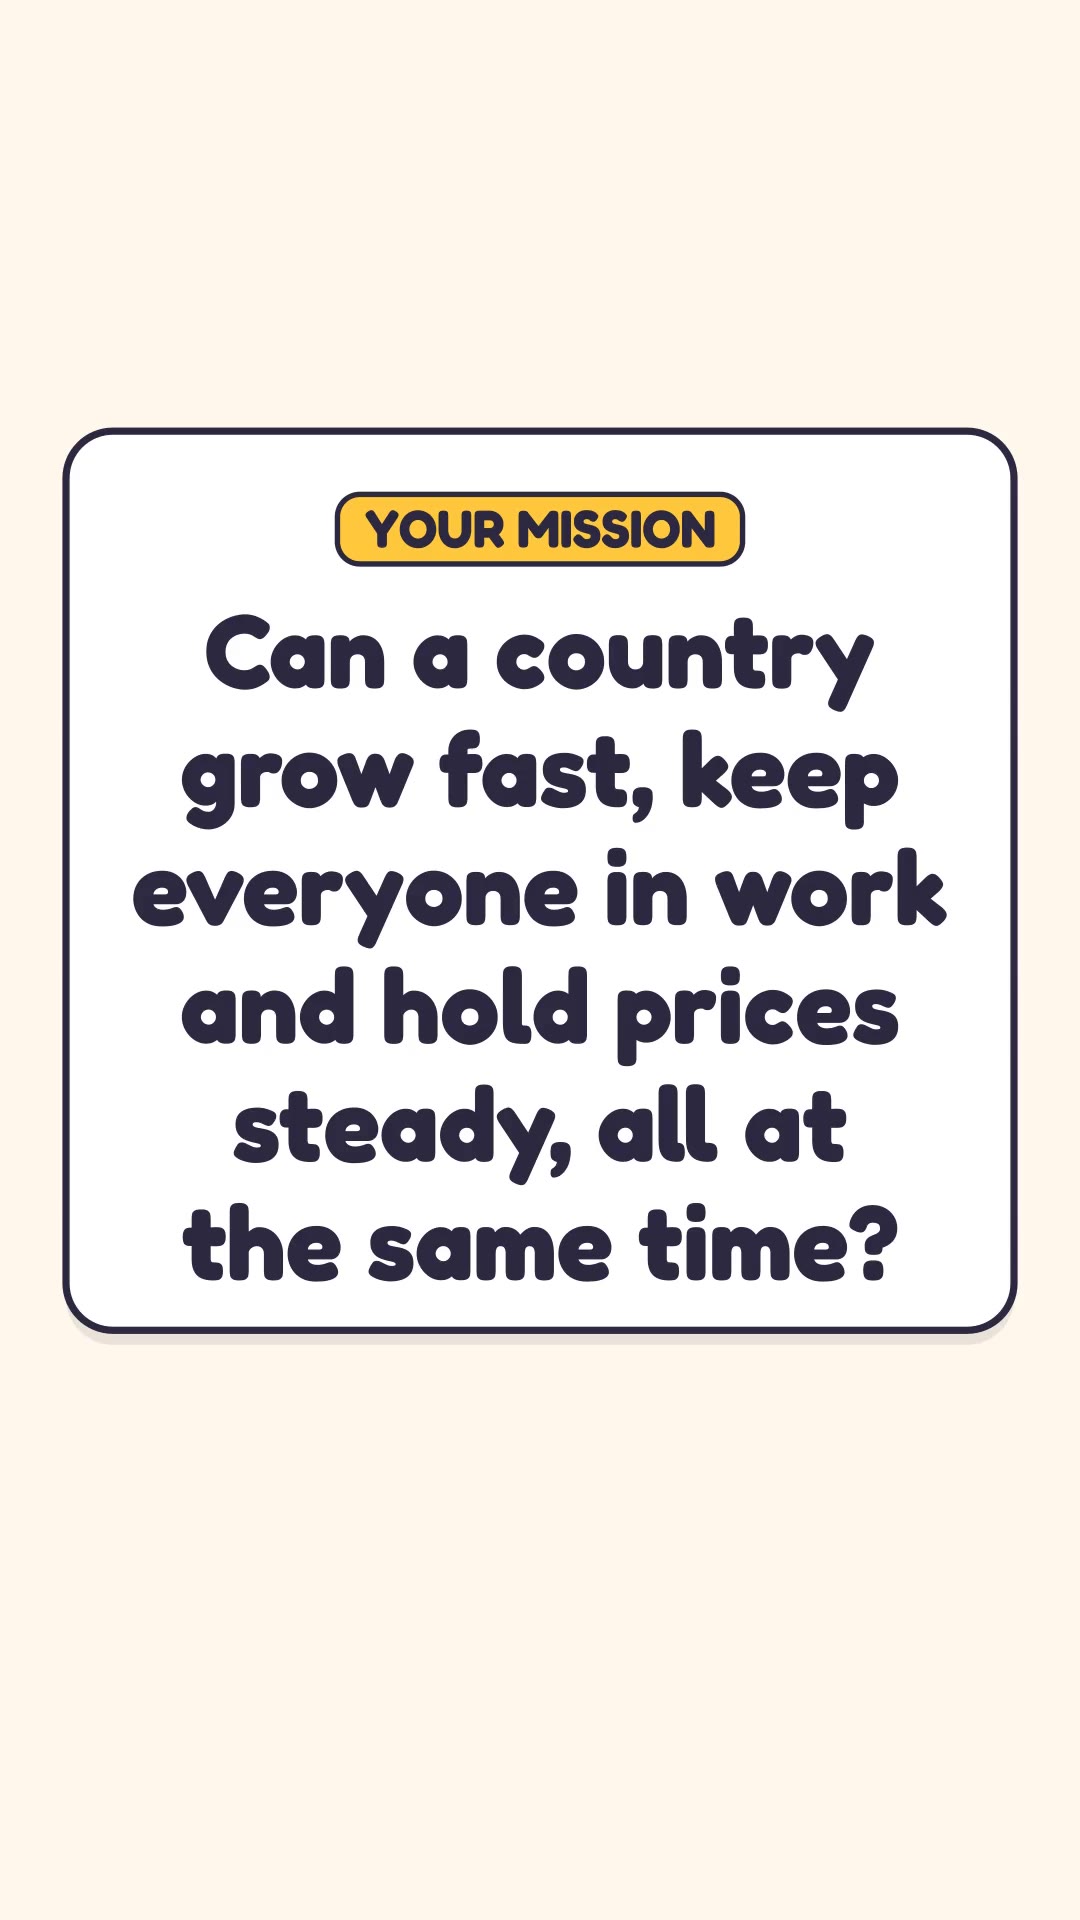 YOUR MISSION
Can a country
grow fast, keep
everyone in work
and hold prices
steady, all at
the same time?